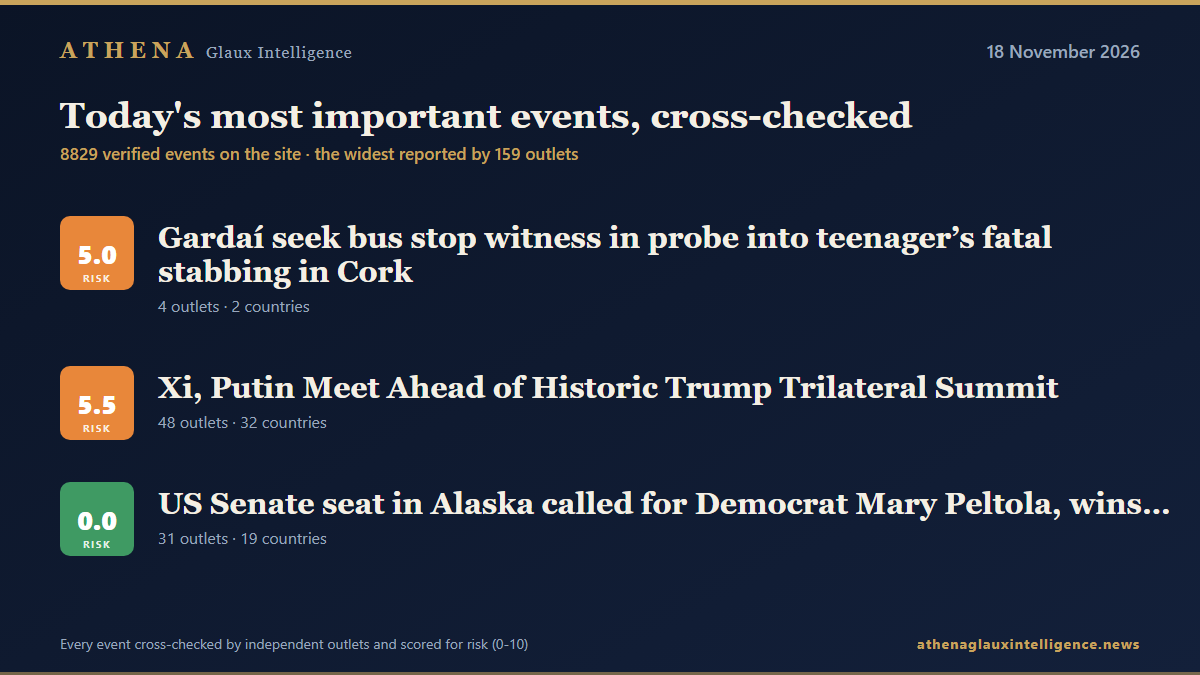 ATHENA Glaux Intelligence
18 November 2026
Today's most important events, cross-checked
8829 verified events on the site · the widest reported by 159 outlets
5.0
RISK
Gardaí seek bus stop witness in probe into teenager’s fatal
stabbing in Cork
4 outlets · 2 countries
5.5
RISK
Xi, Putin Meet Ahead of Historic Trump Trilateral Summit
48 outlets · 32 countries
0.0
RISK
US Senate seat in Alaska called for Democrat Mary Peltola, wins...
31 outlets · 19 countries
Every event cross-checked by independent outlets and scored for risk (0-10)
athenaglauxintelligence.news